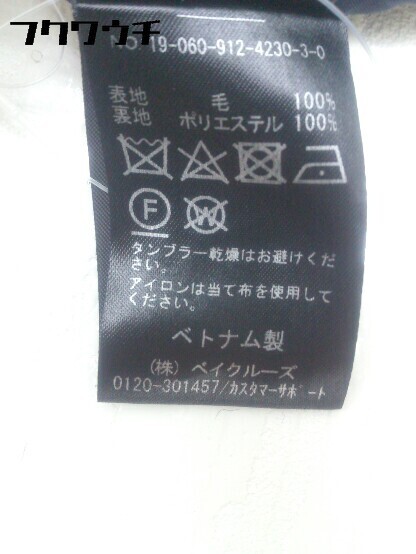 フクウクチ
NO.19-060-912-4230-3-0
表地 毛 100%
裏地 ポリエステル 100%
F W
タンブラー乾燥はお避けくだ
さい。
アイロンは当て布を使用して
ください。
ベトナム製
(株) ベイクルーズ
0120-301457/カスタマーサポート